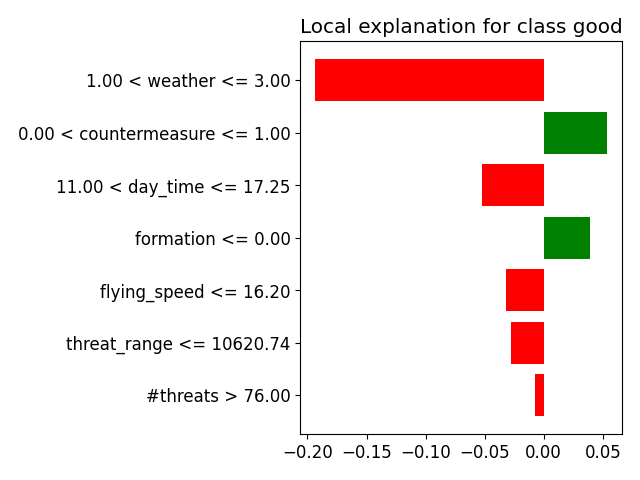 Local explanation for class good
1.00 < weather <= 3.00
0.00 < countermeasure <= 1.00
11.00 < day_time <= 17.25
formation <= 0.00
flying_speed <= 16.20
threat_range <= 10620.74
#threats > 76.00
−0.20 −0.15 −0.10 −0.05 0.00 0.05